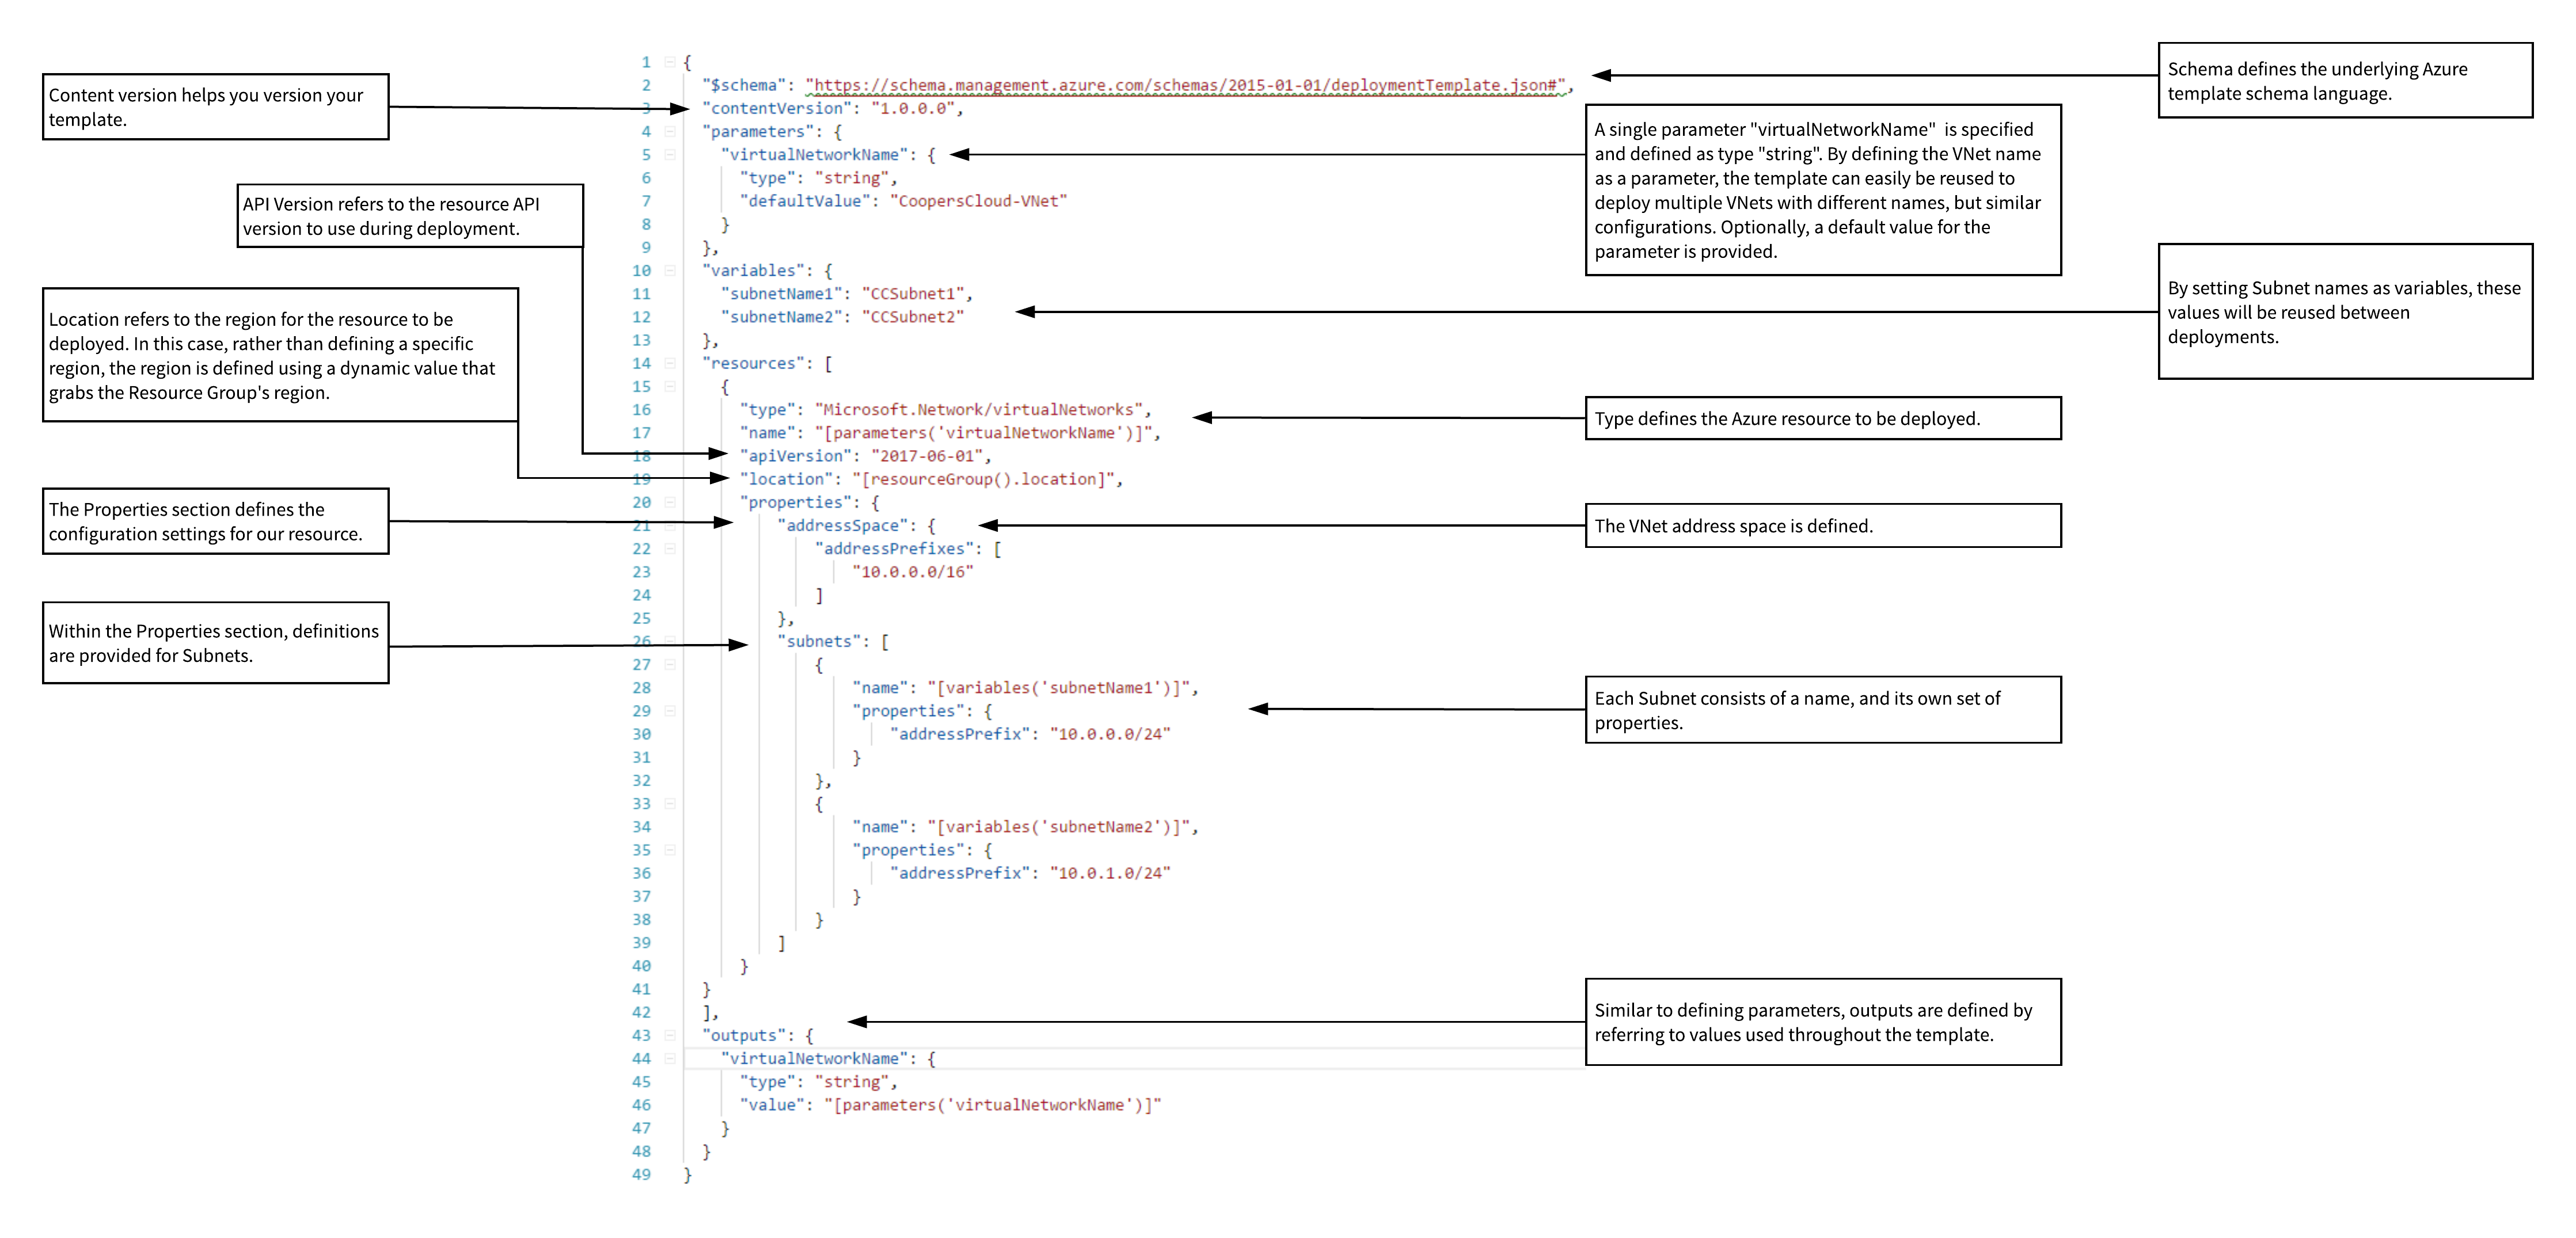 Content version helps you version your
template.
API Version refers to the resource API
version to use during deployment.
Location refers to the region for the resource to be
deployed. In this case, rather than defining a specific
region, the region is defined using a dynamic value that
grabs the Resource Group's region.
The Properties section defines the
configuration settings for our resource.
Within the Properties section, definitions
are provided for Subnets.
1 {
2 "$schema": "https://schema.management.azure.com/schemas/2015-01-01/deploymentTemplate.json#",
3 "contentVersion": "1.0.0.0",
4 "parameters": {
5 "virtualNetworkName": {
6 "type": "string",
7 "defaultValue": "CoopersCloud-VNet"
8 }
9 },
10 "variables": {
11 "subnetName1": "CCSubnet1",
12 "subnetName2": "CCSubnet2"
13 },
14 "resources": [
15 {
16 "type": "Microsoft.Network/virtualNetworks",
17 "name": "[parameters('virtualNetworkName')]",
18 "apiVersion": "2017-06-01",
19 "location": "[resourceGroup().location]",
20 "properties": {
21 "addressSpace": {
22 "addressPrefixes": [
23 "10.0.0.0/16"
24 ]
25 },
26 "subnets": [
27 {
28 "name": "[variables('subnetName1')]",
29 "properties": {
30 "addressPrefix": "10.0.0.0/24"
31 }
32 },
33 {
34 "name": "[variables('subnetName2')]",
35 "properties": {
36 "addressPrefix": "10.0.1.0/24"
37 }
38 }
39 ]
40 }
41 }
42 ],
43 "outputs": {
44 "virtualNetworkName": {
45 "type": "string",
46 "value": "[parameters('virtualNetworkName')]"
47 }
48 }
49 }
Schema defines the underlying Azure
template schema language.
A single parameter "virtualNetworkName" is specified
and defined as type "string". By defining the VNet name
as a parameter, the template can easily be reused to
deploy multiple VNets with different names, but similar
configurations. Optionally, a default value for the
parameter is provided.
By setting Subnet names as variables, these
values will be reused between
deployments.
Type defines the Azure resource to be deployed.
The VNet address space is defined.
Each Subnet consists of a name, and its own set of
properties.
Similar to defining parameters, outputs are defined by
referring to values used throughout the template.